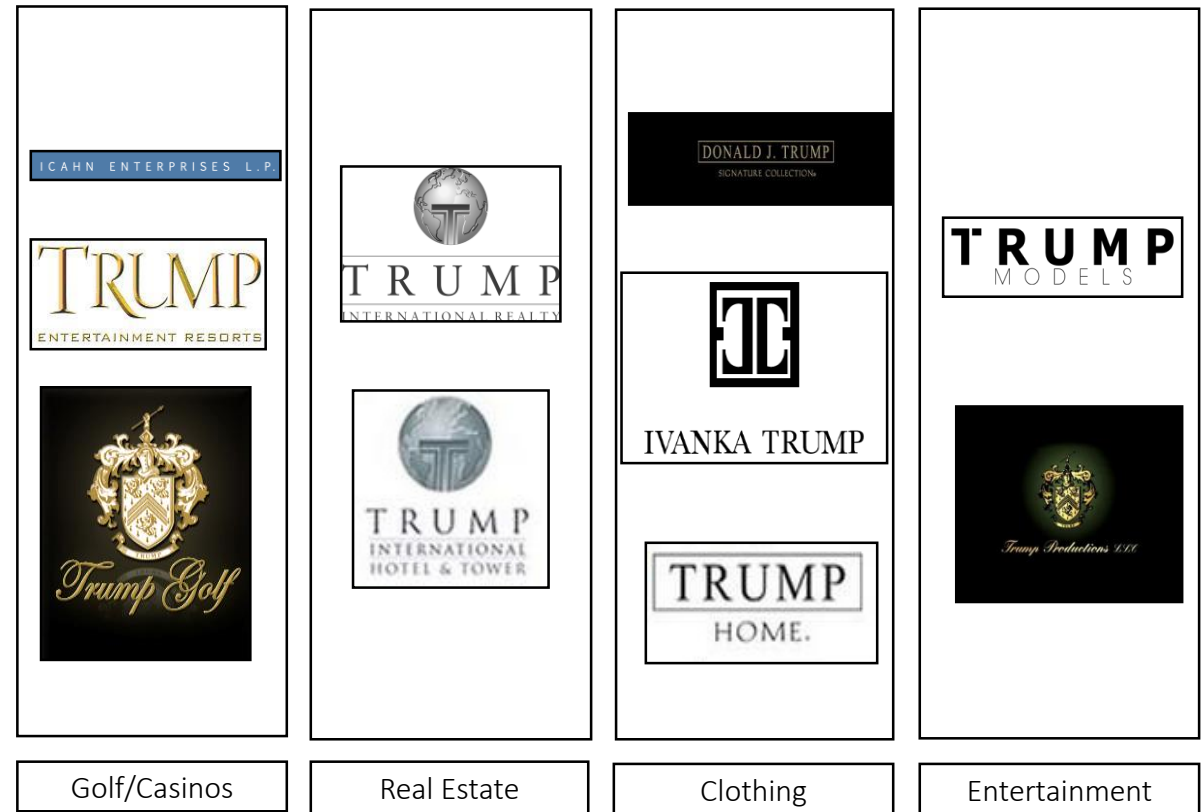 ICAHN ENTERPRISES L.P.
TRUMP
ENTERTAINMENT RESORTS
TRUMP
Trump Golf
Golf/Casinos
T
TRUMP
INTERNATIONAL REALTY
T
TRUMP
INTERNATIONAL
HOTEL & TOWER
Real Estate
DONALD J. TRUMP
SIGNATURE COLLECTION®
IVANKA TRUMP
TRUMP
HOME.
Clothing
TRUMP
MODELS
Trump Productions LLC
Entertainment